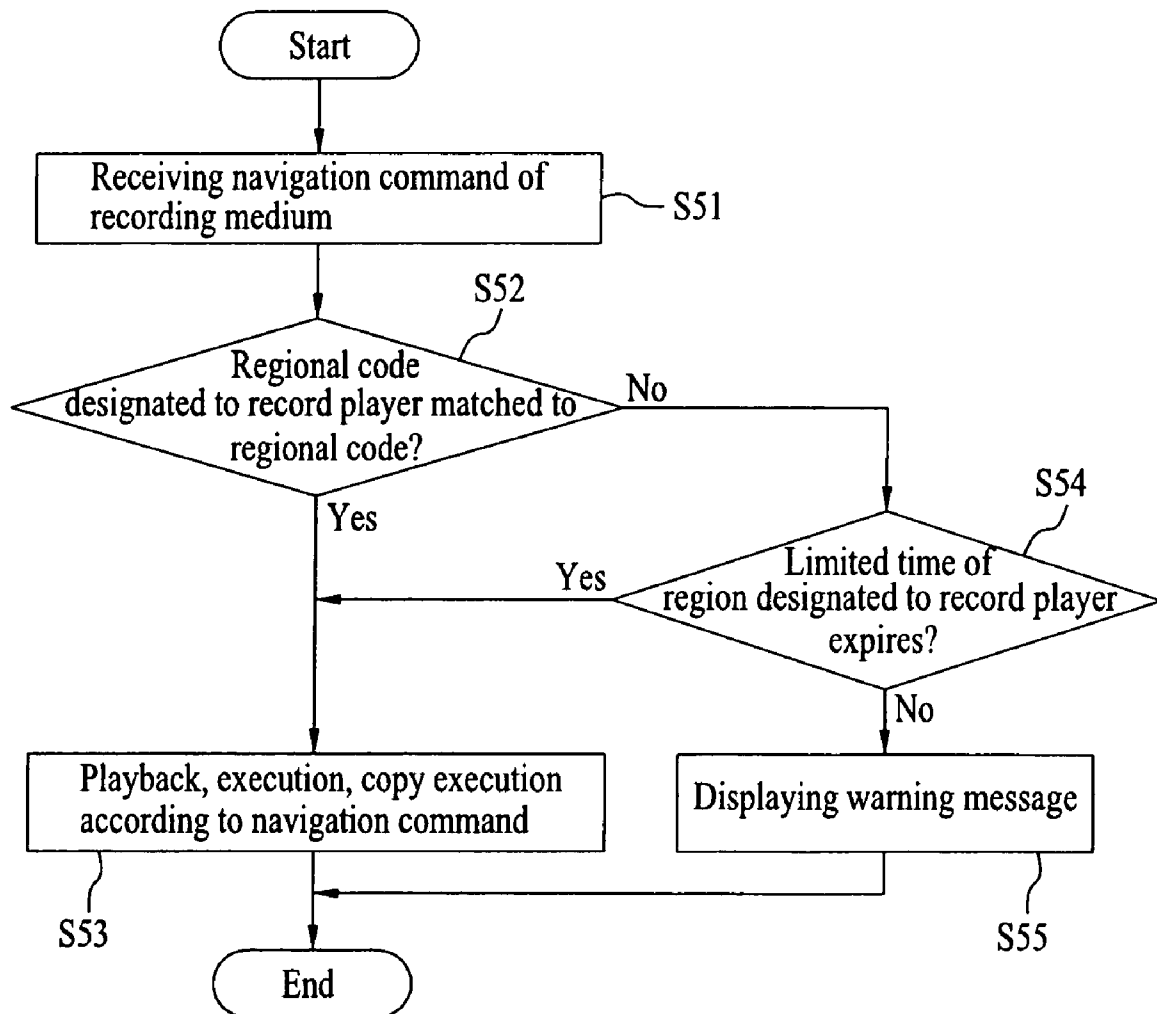 Start
Receiving navigation command of
recording medium
S51
S52
Regional code
designated to record player matched to
regional code?
No
Yes
S54
Limited time of
region designated to record player
expires?
Yes
No
Playback, execution, copy execution
according to navigation command
S53
Displaying warning message
S55
End